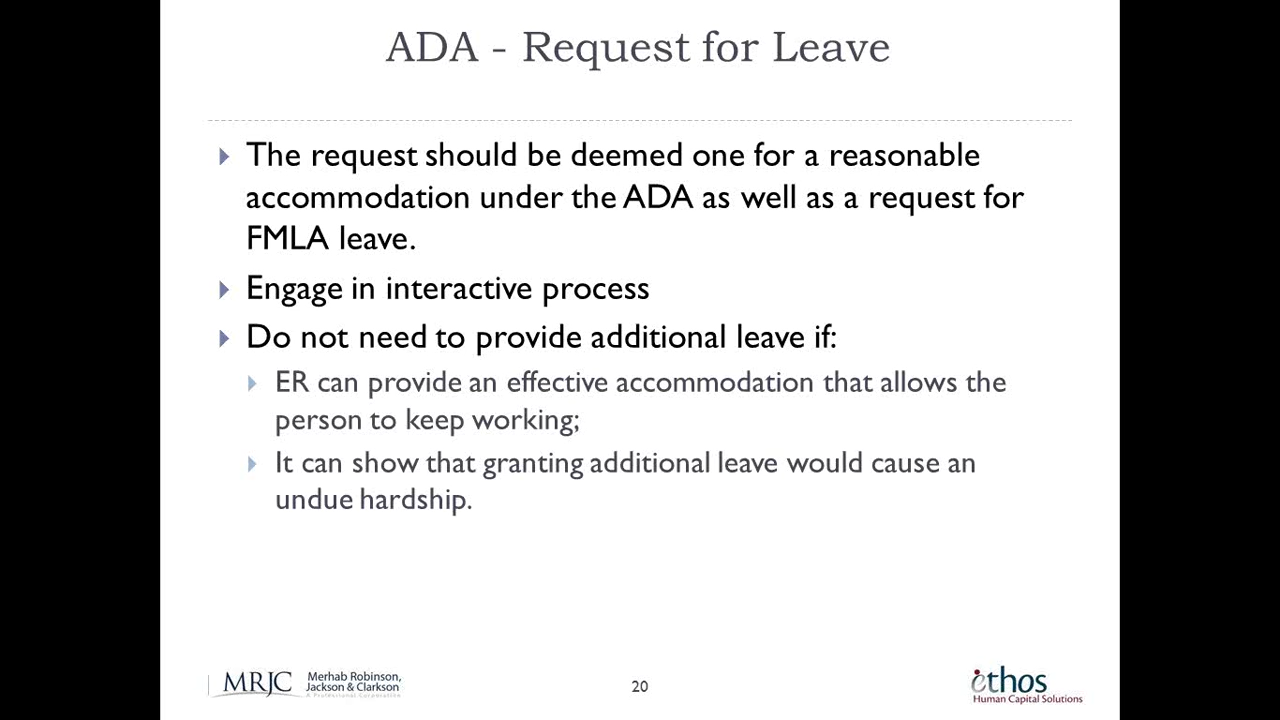 ADA - Request for Leave
The request should be deemed one for a reasonable
accommodation under the ADA as well as a request for
FMLA leave.
Engage in interactive process
Do not need to provide additional leave if:
ER can provide an effective accommodation that allows the
person to keep working;
It can show that granting additional leave would cause an
undue hardship.
MRJC
Merhab Robinson,
Jackson & Clarkson
A Professional Corporation
20
ethos
Human Capital Solutions